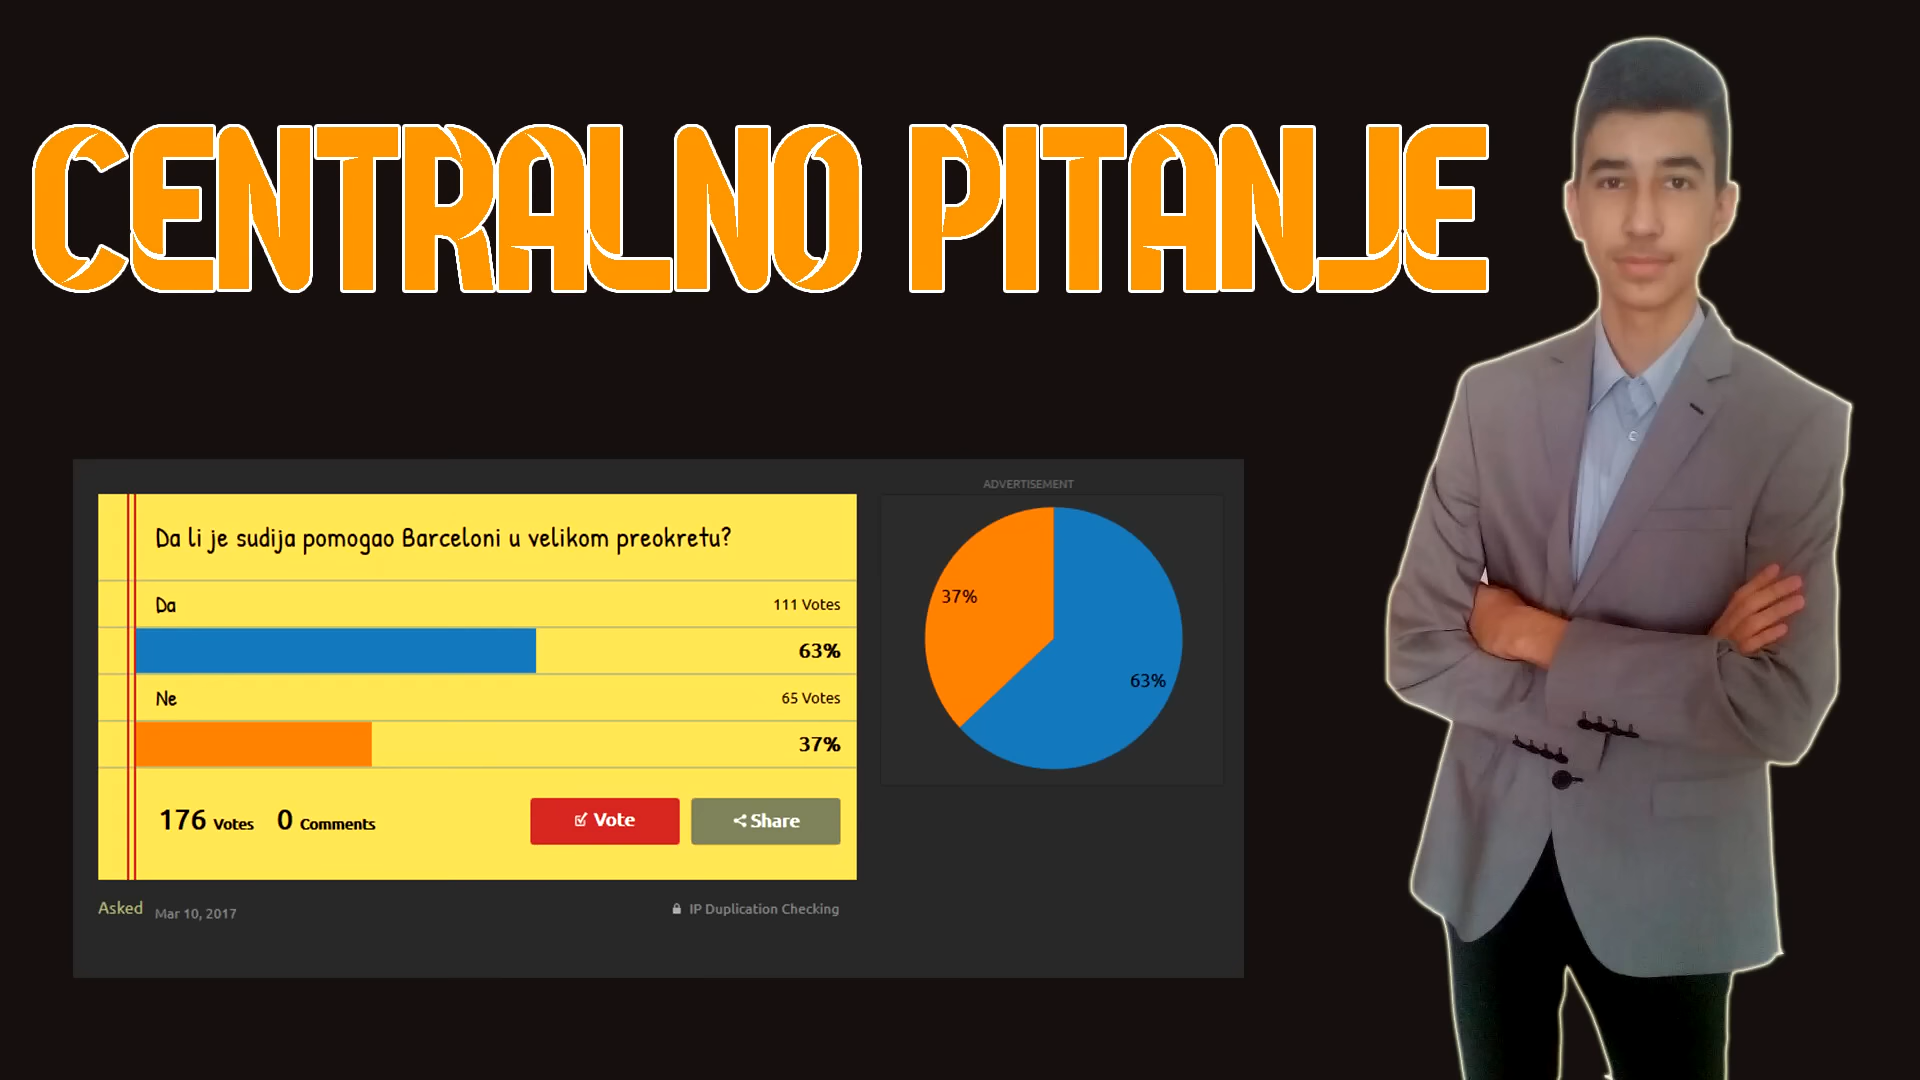 CENTRALNO PITANJE
ADVERTISEMENT
Da li je sudija pomogao Barceloni u velikom preokretu?
Da 111 Votes
63%
Ne 65 Votes
37%
176 Votes 0 Comments Vote Share
37%
63%
Asked Mar 10, 2017 IP Duplication Checking